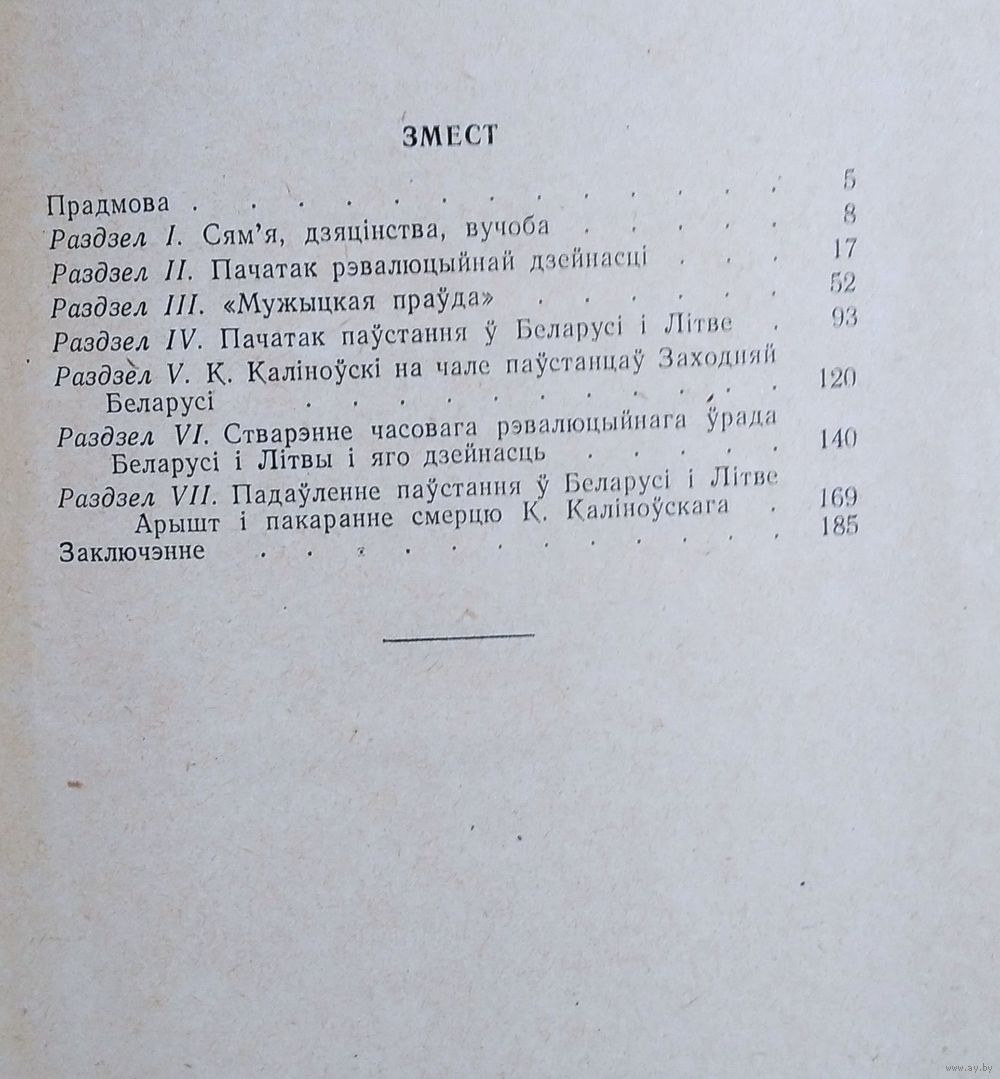 ЗМЕСТ
Прадмова . . . . . . . . . . . . 5
Раздзел I. Сям’я, дзяцінства, вучоба . . . . . 8
Раздзел II. Пачатак рэвалюцыйнай дзейнасці . . . 17
Раздзел III. «Мужыцкая праўда» . . . . . . 52
Раздзел IV. Пачатак паўстання ў Беларусі і Літве . 93
Раздзел V. К. Каліноўскі на чале паўстанцаў Заходняй
Беларусі . . . . . . . . . . 120
Раздзел VI. Стварэнне часовага рэвалюцыйнага ўрада
Беларусі і Літвы і яго дзейнасць . . . . . 140
Раздзел VII. Падаўленне паўстання ў Беларусі і Літве
Арышт і пакаранне смерцю К. Каліноўскага . 169
Заключэнне . . . . . . . . . . . . 185
www.ay.by